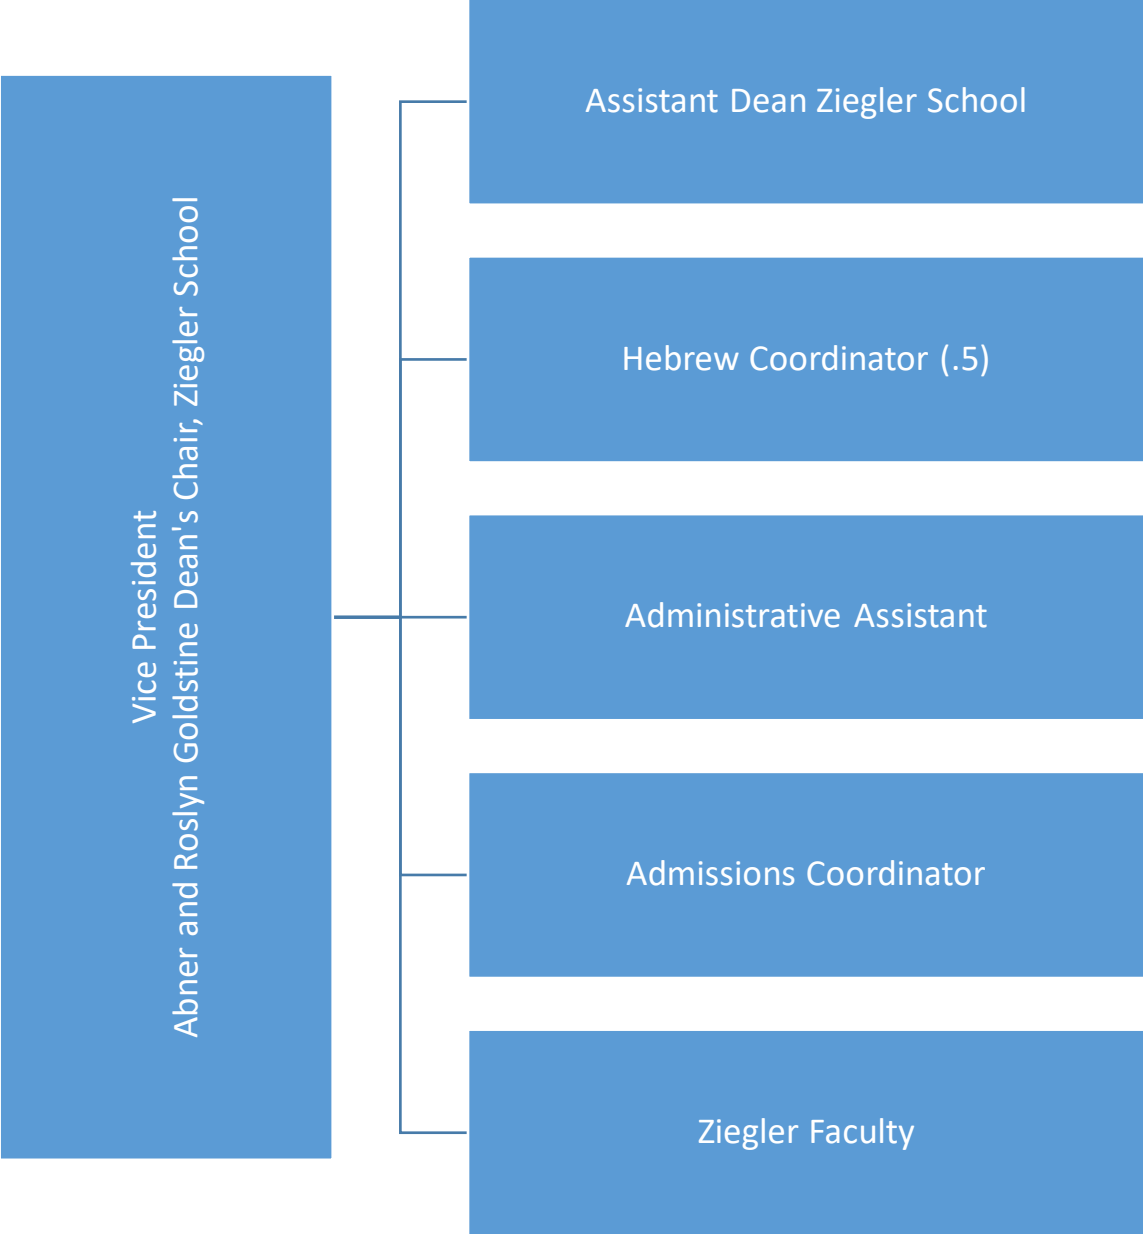 Vice President
Abner and Roslyn Goldstine Dean's Chair, Ziegler School
Assistant Dean Ziegler School
Hebrew Coordinator (.5)
Administrative Assistant
Admissions Coordinator
Ziegler Faculty